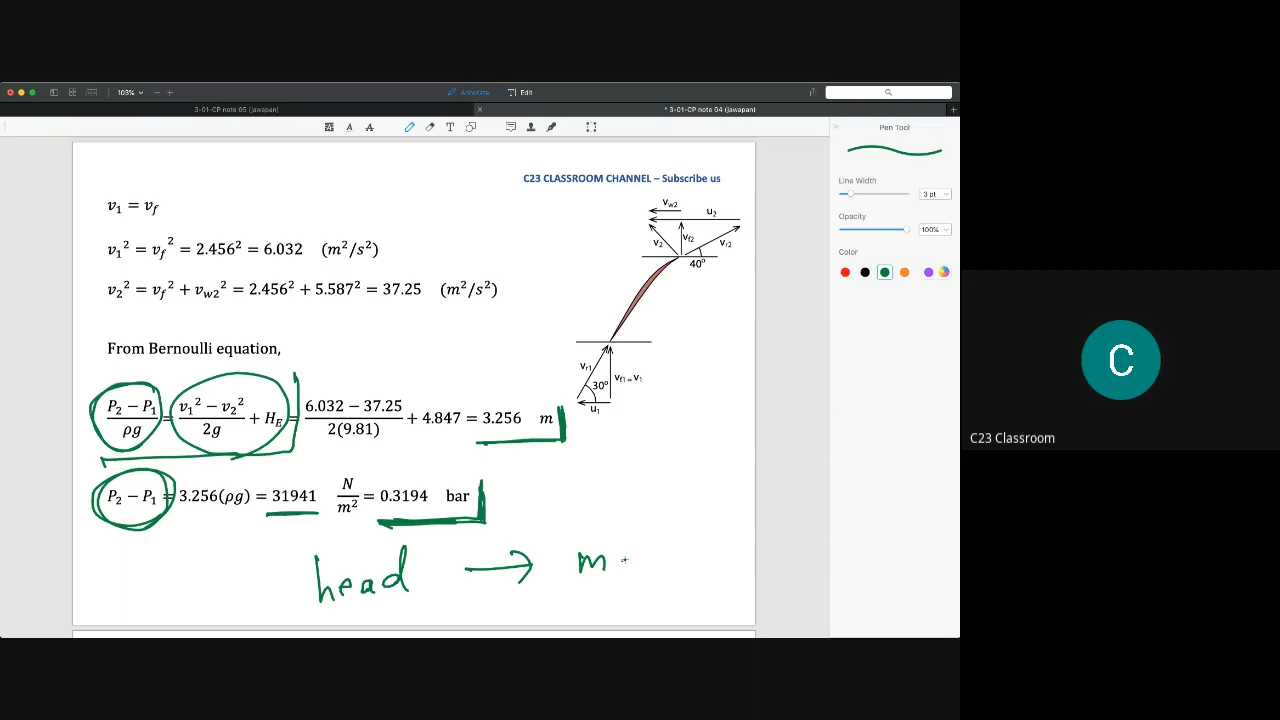 103%
Annotate
Edit
3-01-CP note 05 (jawapan)
* 3-01-CP note 04 (jawapan)
Pen Tool
Line Width
3 pt
Opacity
100%
Color
C23 CLASSROOM CHANNEL – Subscribe us
v₁ = v_f
v₁² = v_f² = 2.456² = 6.032 (m²/s²)
v₂² = v_f² + v_w2² = 2.456² + 5.587² = 37.25 (m²/s²)
From Bernoulli equation,
(P₂ − P₁)/ρg = (v₁² − v₂²)/2g + H_E = (6.032 − 37.25)/2(9.81) + 4.847 = 3.256 m
P₂ − P₁ = 3.256(ρg) = 31941 N/m² = 0.3194 bar
head → m
v_w2
u₂
v₂
v_f2
v_r2
40°
v_r1
30°
v_f1 = v₁
u₁
C
C23 Classroom